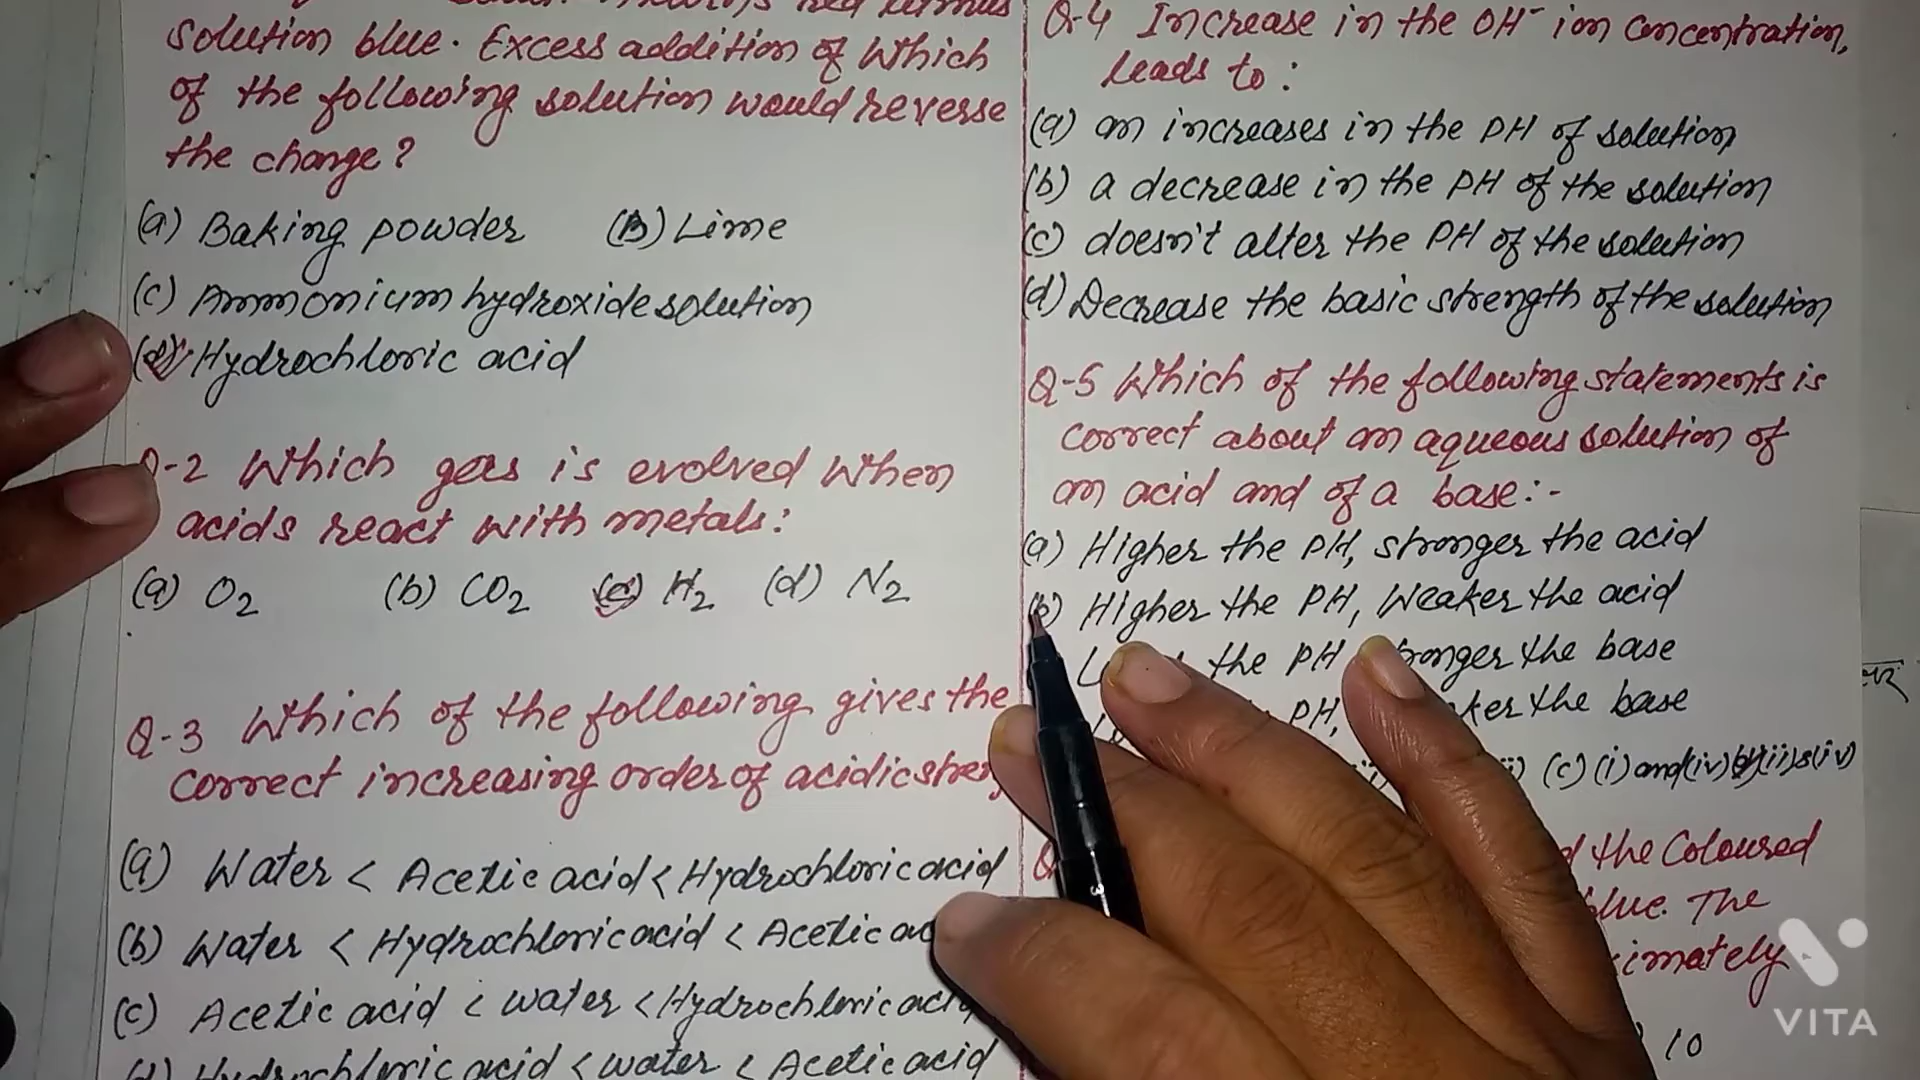 solution blue. Excess addition of which
of the following solution would reverse
the change?
(a) Baking powder (B) Lime
(c) Ammonium hydroxide solution
(d) Hydrochloric acid
Q-2 Which gas is evolved when
acids react with metals:
(a) O2 (b) CO2 (c) H2 (d) N2
Q-3 Which of the following gives the
correct increasing order of acidic
(a) Water < Acetic acid < Hydrochloric acid
(b) Water < Hydrochloric acid < Acetic
(c) Acetic acid < water < Hydrochloric acid
(d) Hydrochloric acid < water < Acetic acid
Q-4 Increase in the OH- ion concentration,
leads to:
(a) an increases in the PH of solution
(b) a decrease in the PH of the solution
(c) doesn't alter the PH of the solution
(d) Decrease the basic strength of the solution
Q-5 Which of the following statements is
correct about an aqueous solution of
an acid and of a base:-
(a) Higher the PH, stronger the acid
(b) Higher the PH, Weaker the acid
the PH the base
PH, the base
(c) (i) and (iv) (d) (ii) & (iv)
the Coloured
blue. The
10
VITA